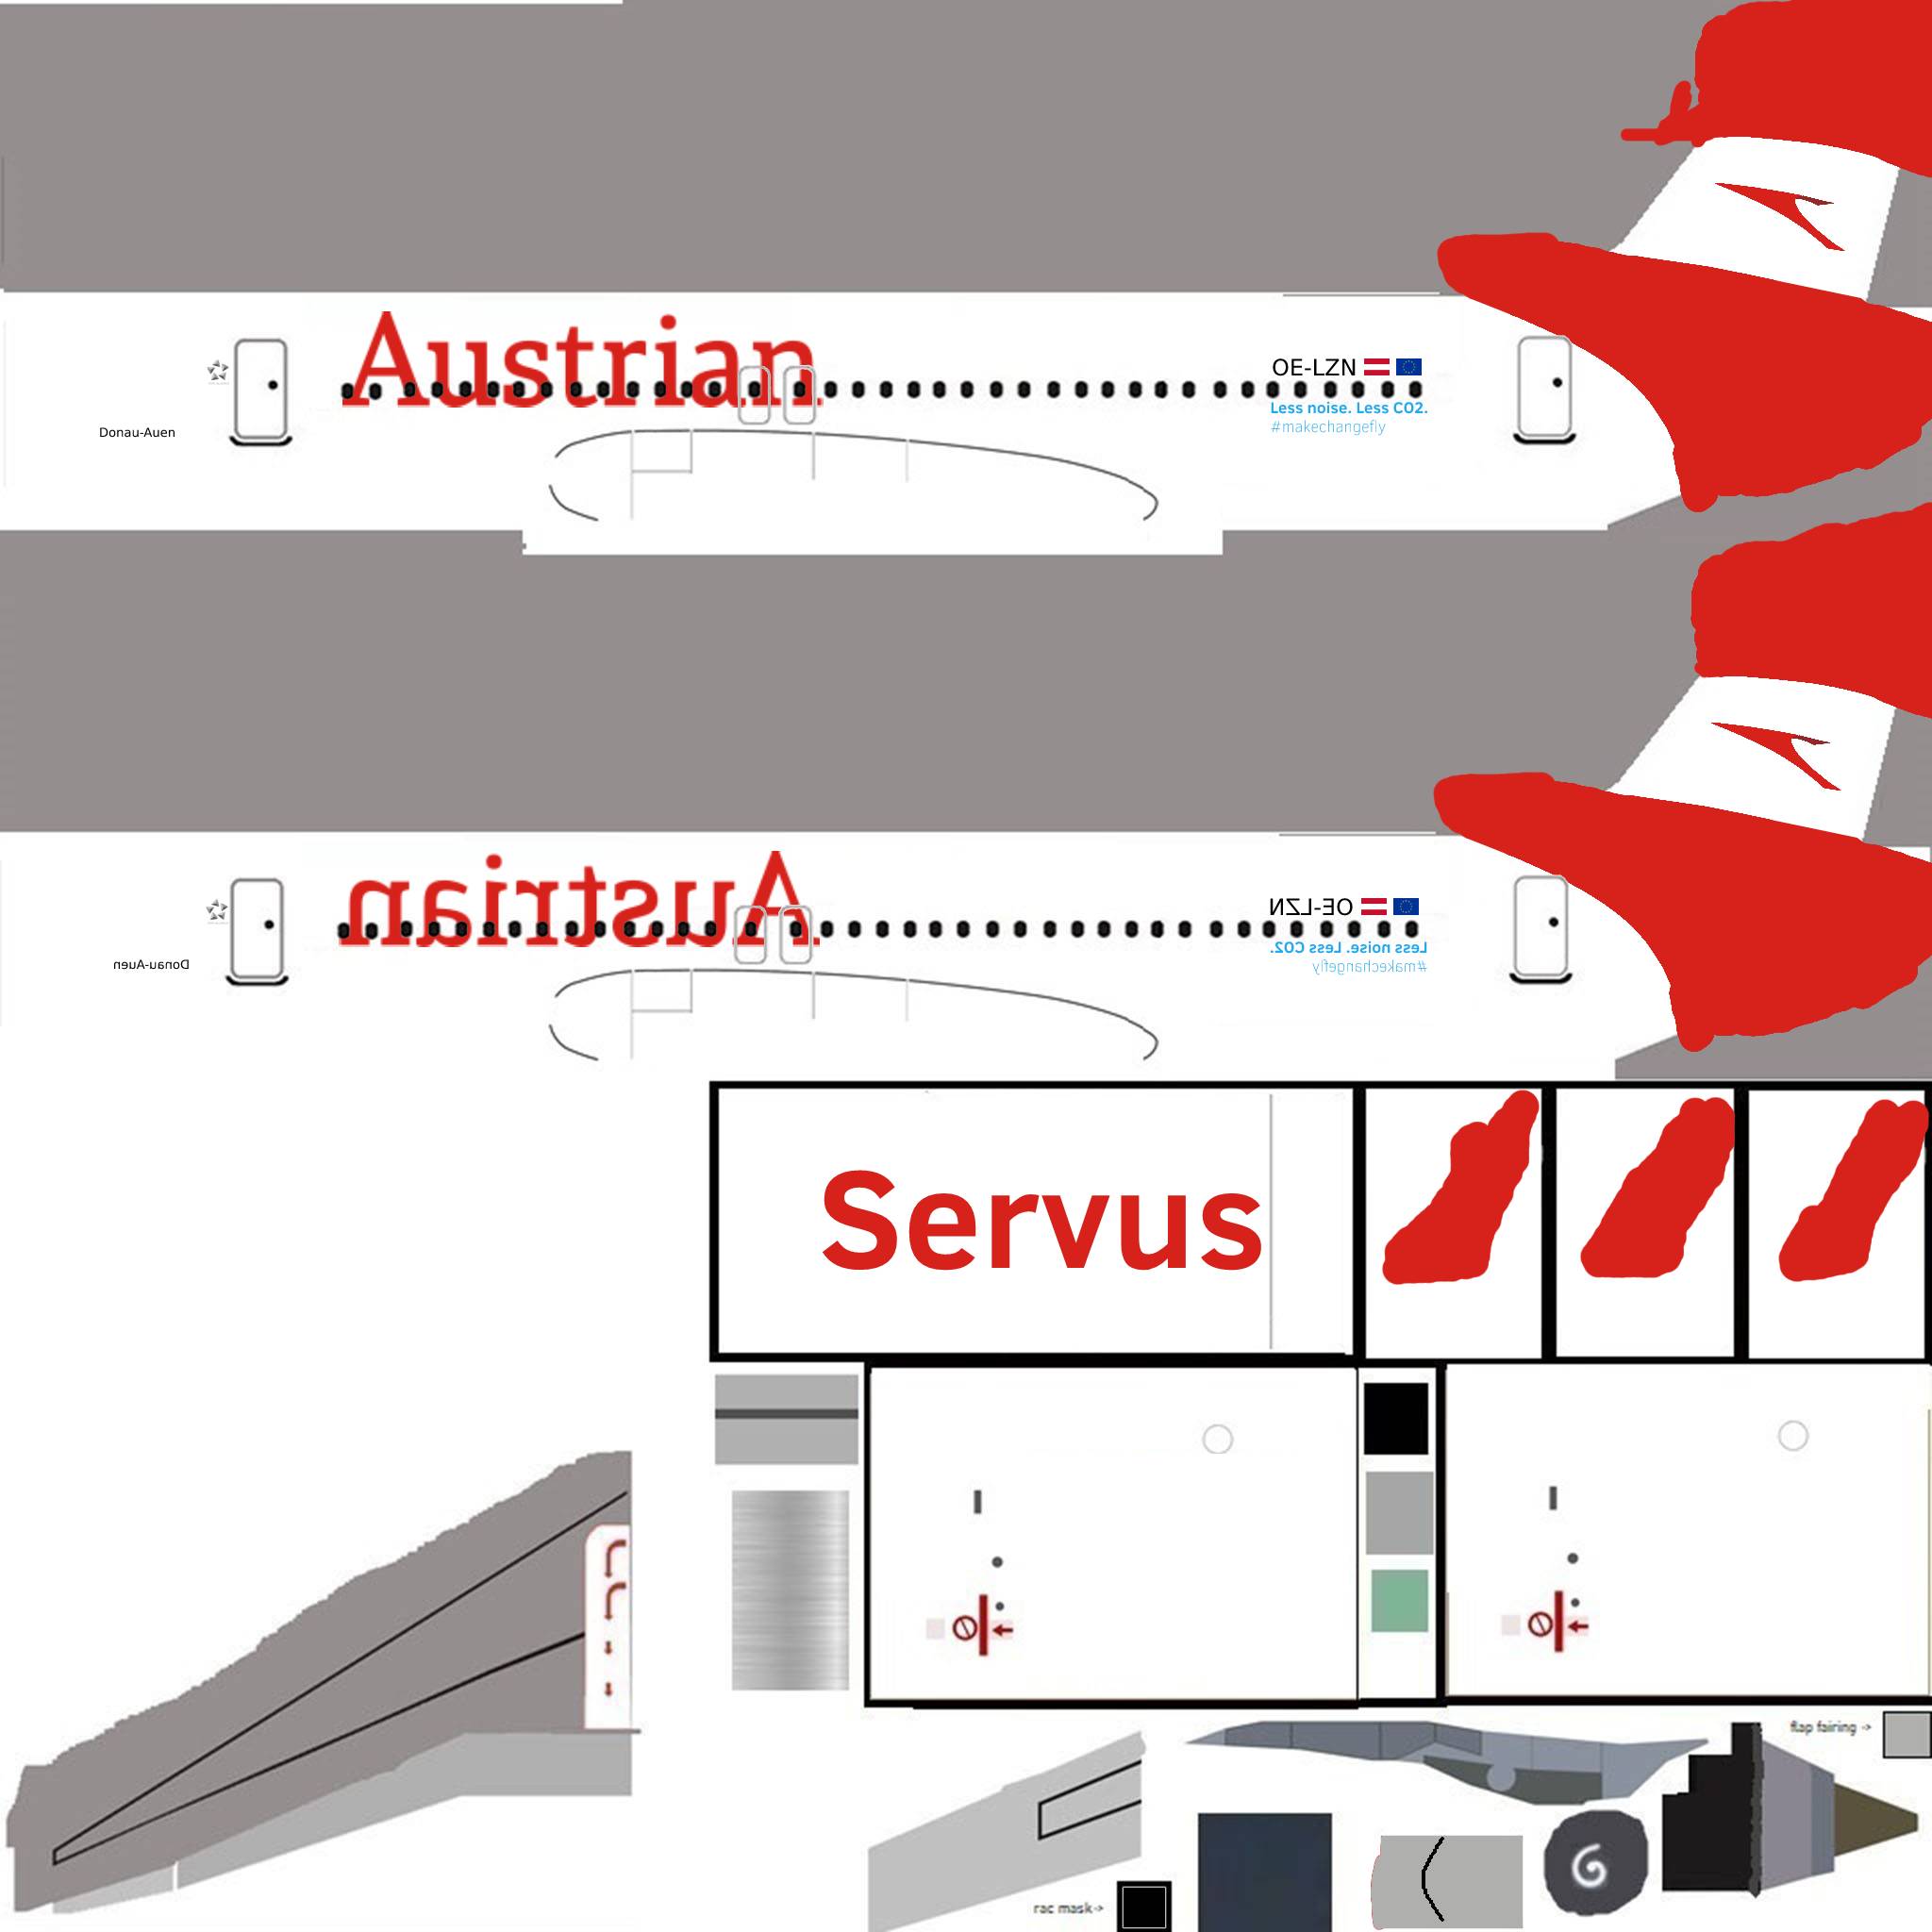 Austrian
OE-LZN
Less noise. Less CO2.
#makechangefly
Donau-Auen
Austrian
OE-LZN
Less noise. Less CO2.
#makechangefly
Donau-Auen
Servus
flap fairing ->
rac mask->